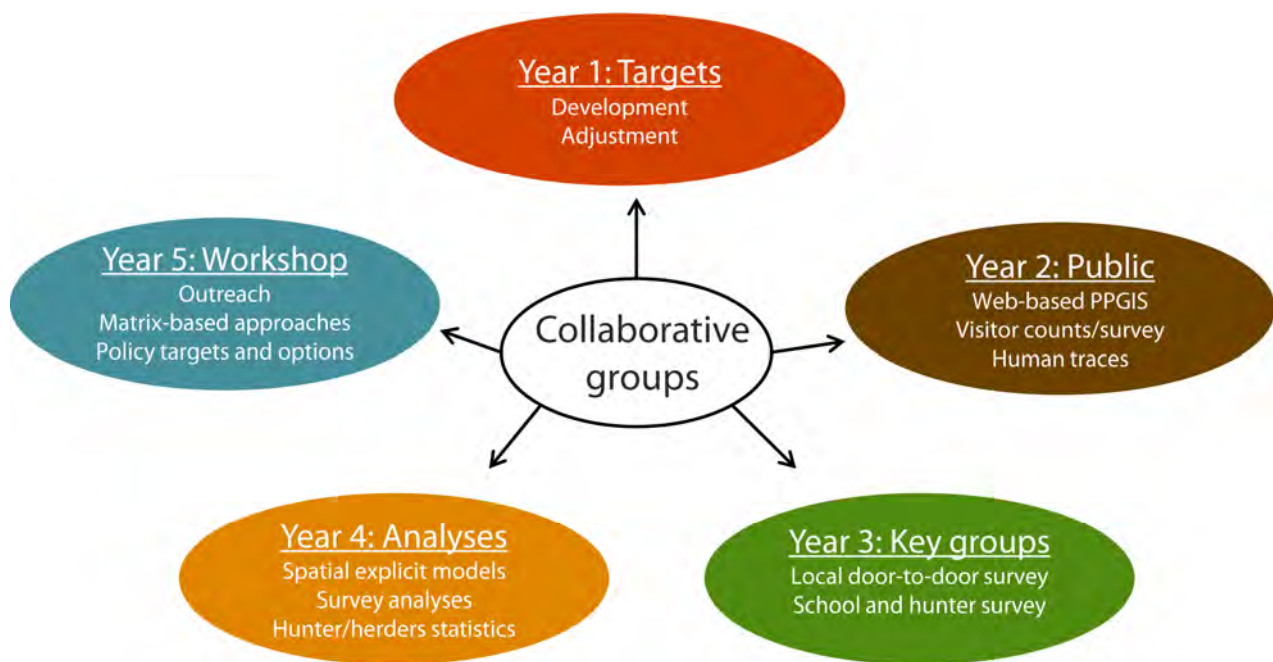 Year 1: Targets
Development
Adjustment
Year 5: Workshop
Outreach
Matrix-based approaches
Policy targets and options
Year 2: Public
Web-based PPGIS
Visitor counts/survey
Human traces
Collaborative
groups
Year 4: Analyses
Spatial explicit models
Survey analyses
Hunter/herders statistics
Year 3: Key groups
Local door-to-door survey
School and hunter survey